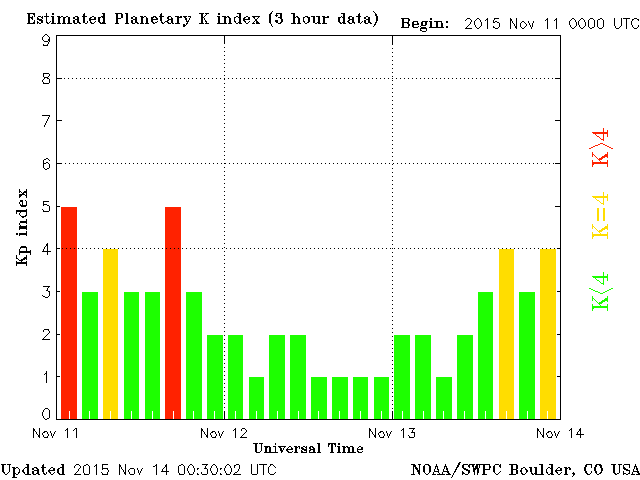 Estimated Planetary K index (3 hour data) Begin: 2015 Nov 11 0000 UTC
9
8
7
6
5
4
3
2
1
0
Kp index
K>4
K=4
K<4
Nov 11 Nov 12 Nov 13 Nov 14
Universal Time
Updated 2015 Nov 14 00:30:02 UTC NOAA/SWPC Boulder, CO USA